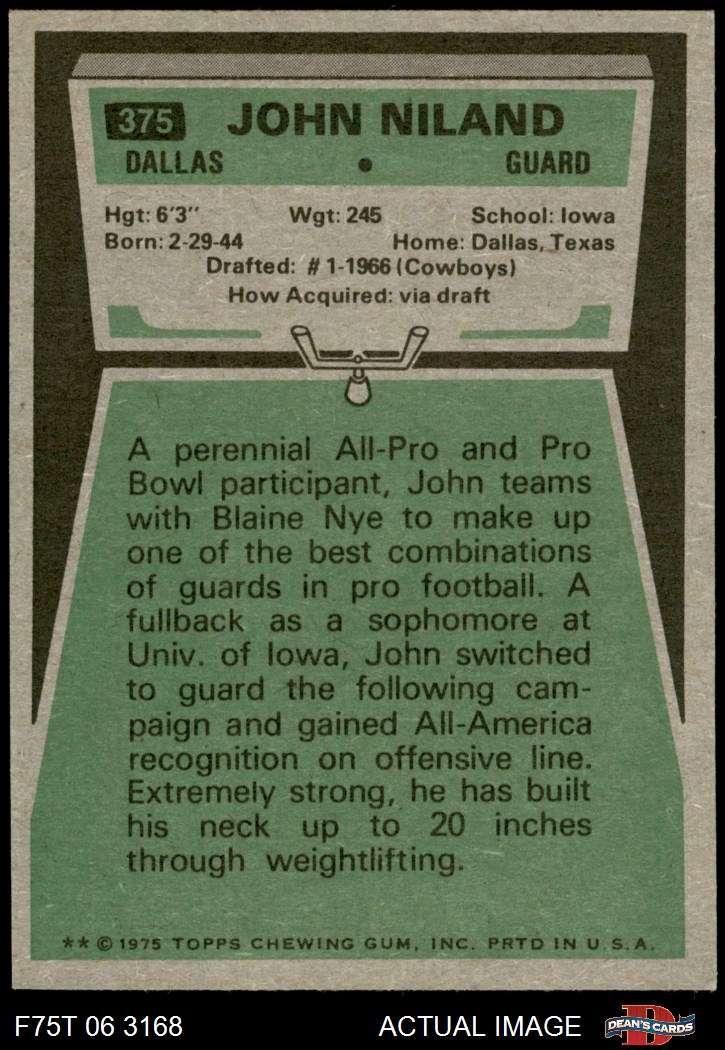 375 JOHN NILAND
DALLAS • GUARD
Hgt: 6'3" Wgt: 245 School: Iowa
Born: 2-29-44 Home: Dallas, Texas
Drafted: #1-1966 (Cowboys)
How Acquired: via draft
A perennial All-Pro and Pro
Bowl participant, John teams
with Blaine Nye to make up
one of the best combinations
of guards in pro football. A
fullback as a sophomore at
Univ. of Iowa, John switched
to guard the following cam-
paign and gained All-America
recognition on offensive line.
Extremely strong, he has built
his neck up to 20 inches
through weightlifting.
** © 1975 TOPPS CHEWING GUM, INC. PRTD IN U.S.A.
F75T 06 3168 ACTUAL IMAGE D DEAN'S CARDS